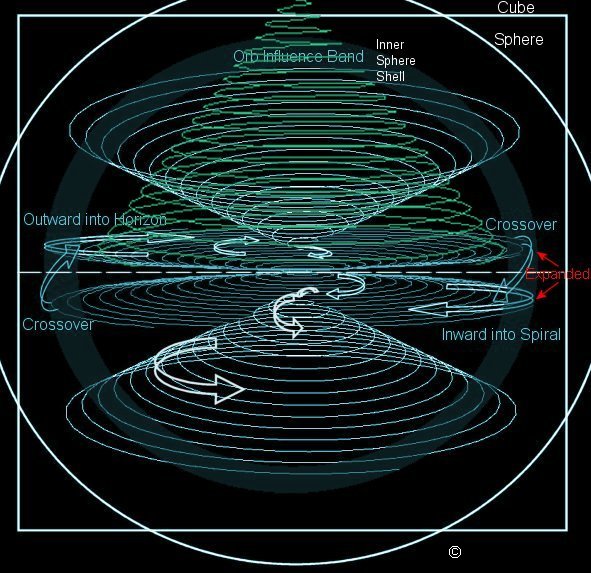 Cube
Sphere
Orb Influence Band
Inner
Sphere
Shell
Outward into Horizon
Crossover
Expanded
Crossover
Inward into Spiral
©